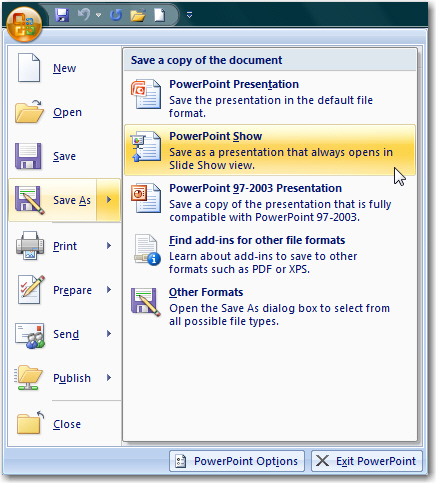 New
Open
Save
Save As
Print
Prepare
Send
Publish
Close
Save a copy of the document
PowerPoint Presentation
Save the presentation in the default file
format.
PowerPoint Show
Save as a presentation that always opens in
Slide Show view.
PowerPoint 97-2003 Presentation
Save a copy of the presentation that is fully
compatible with PowerPoint 97-2003.
Find add-ins for other file formats
Learn about add-ins to save to other
formats such as PDF or XPS.
Other Formats
Open the Save As dialog box to select from
all possible file types.
PowerPoint Options
Exit PowerPoint